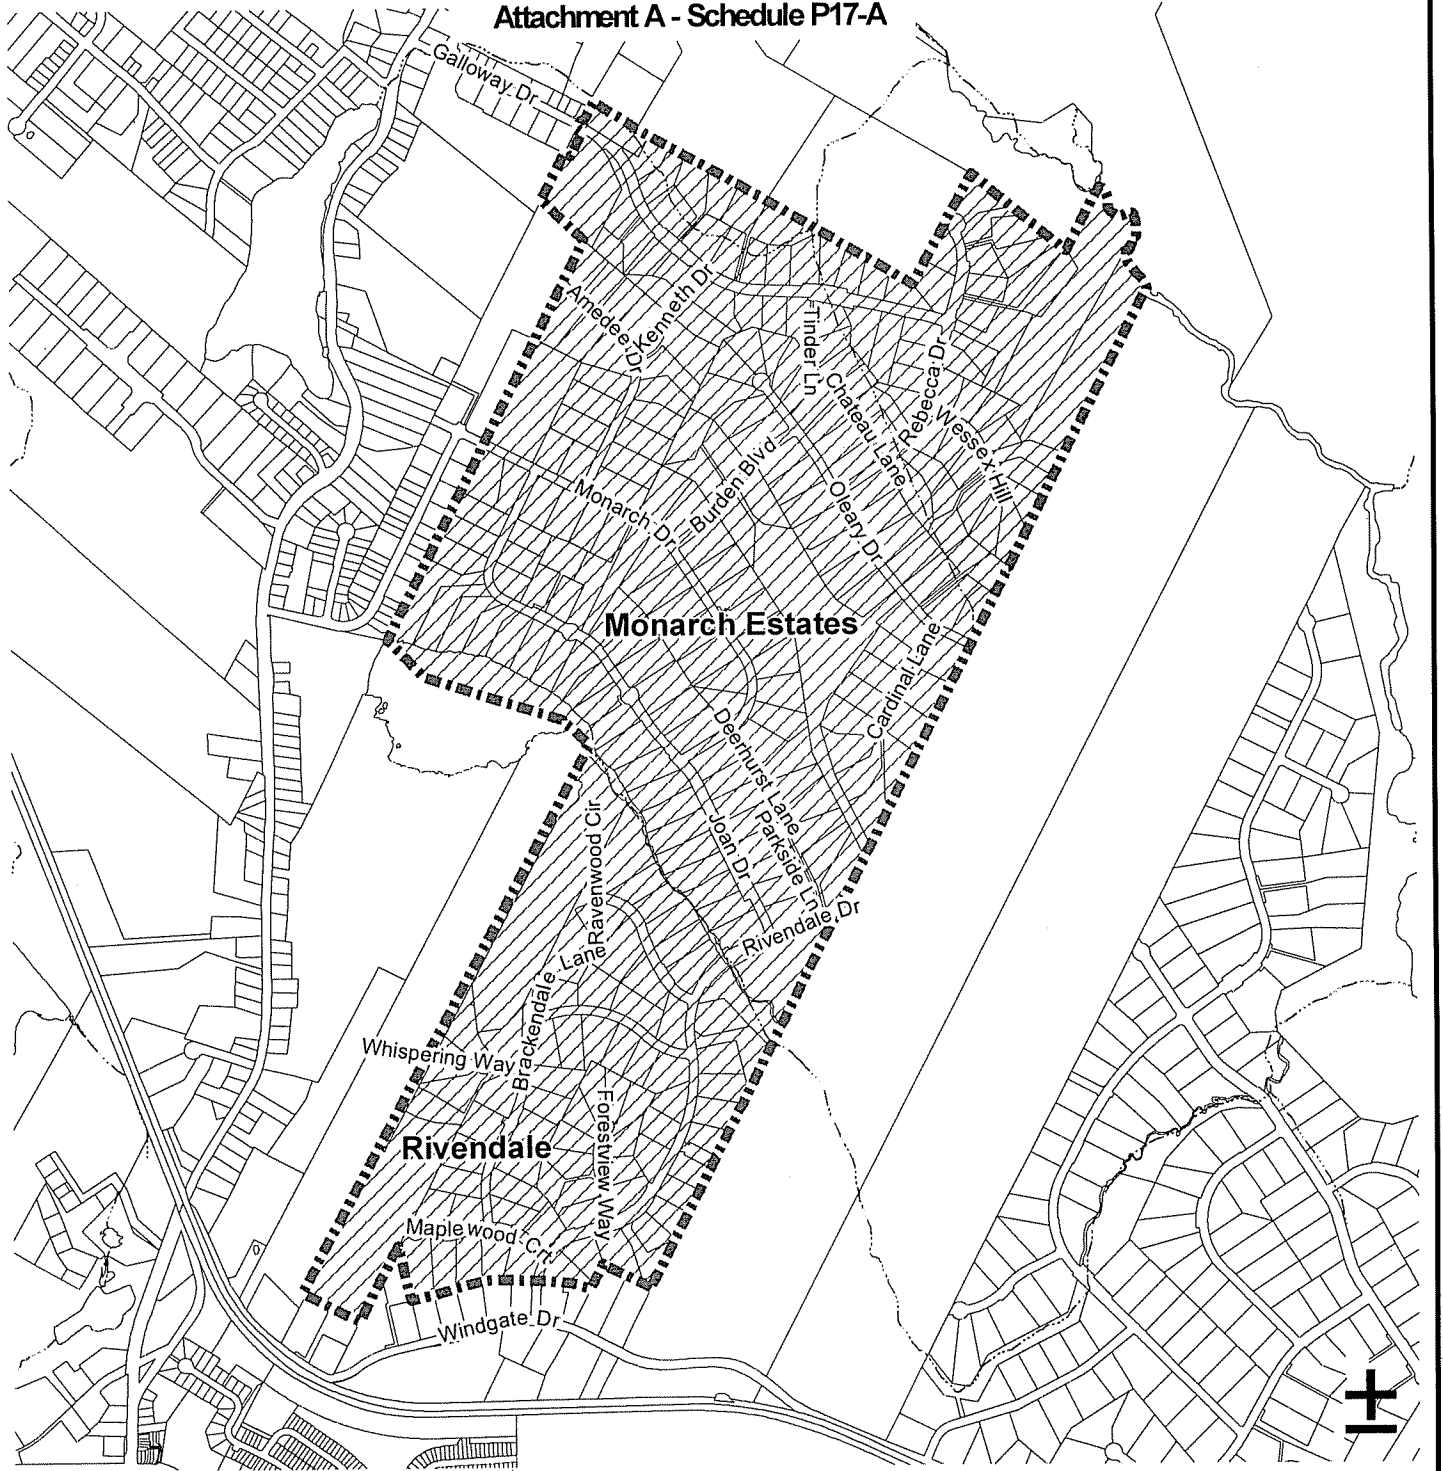 Attachment A - Schedule P17-A
Galloway Dr
Amedee Dr
Kenneth Dr
Tinder Ln
Chateau Lane
Rebecca Dr
Wessex Hill
Burden Blvd
Monarch Dr
Oleary Dr
Monarch Estates
Cardinal Lane
Deerhurst Lane
Parkside Ln
Joan Dr
Ravenwood Cir
Rivendale Dr
Brackendale Lane
Whispering Way
Forestview Way
Rivendale
Maplewood Crt
Windgate Dr